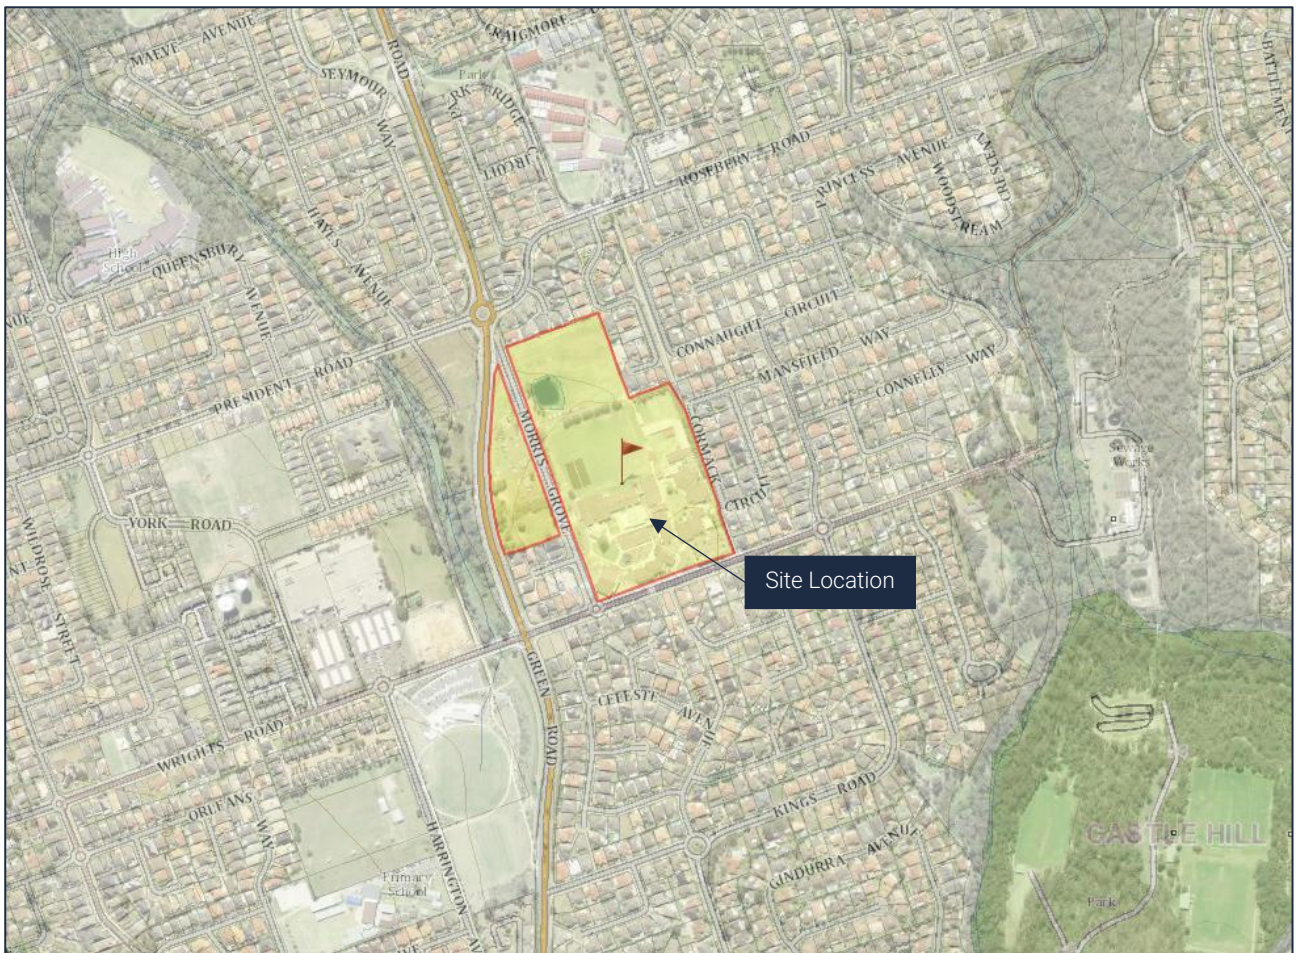 MAEVE AVENUE
SEYMOUR WAY
ROAD
CRAIGMORE
Park
PARK RIDGE CIRCUIT
ROSEBERY ROAD
PRINCESS AVENUE
WOODSTREAM
CRESCENT
BATTLEMENT
High
School
QUEENSBURY
AVENUE
HAYES AVENUE
PRESIDENT ROAD
CONNAUGHT CIRCUIT
MANSFIELD WAY
CONNELLY WAY
MORRIS GROVE
CORMACK
Sewage
Works
YORK ROAD
WILDROSE STREET
Site Location
GREEN ROAD
CELESTE AVENUE
WRIGHTS ROAD
ORLEANS WAY
KINGS ROAD
HARRINGTON
GINDURRA AVENUE
CASTLE HILL
Primary
School
Park